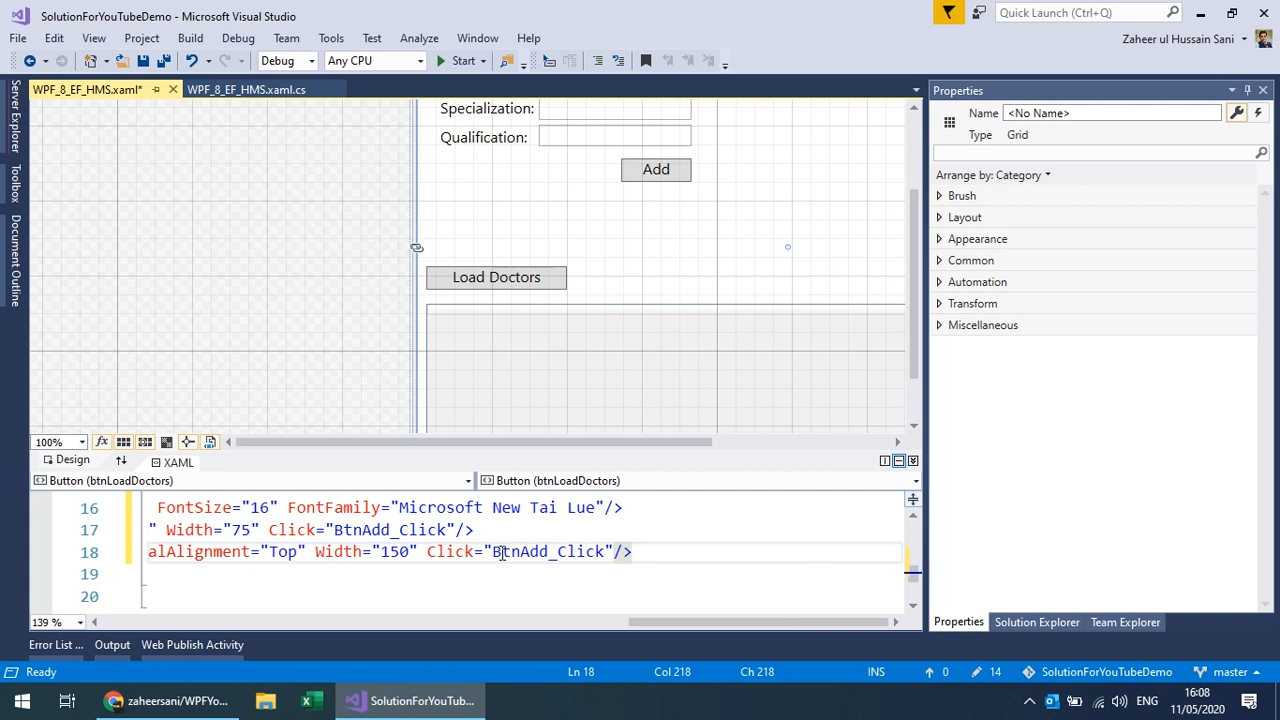 SolutionForYouTubeDemo - Microsoft Visual Studio
Quick Launch (Ctrl+Q)
File Edit View Project Build Debug Team Tools Test Analyze Window Help
Zaheer ul Hussain Sani
Debug Any CPU Start
WPF_8_EF_HMS.xaml* WPF_8_EF_HMS.xaml.cs
Server Explorer
Toolbox
Document Outline
Specialization:
Qualification:
Add
Load Doctors
100%
Design XAML
Button (btnLoadDoctors) Button (btnLoadDoctors)
16 FontSize="16" FontFamily="Microsoft New Tai Lue"/>
17 " Width="75" Click="BtnAdd_Click"/>
18 alAlignment="Top" Width="150" Click="BtnAdd_Click"/>
19
20
139 %
Properties
Name <No Name>
Type Grid
Arrange by: Category
Brush
Layout
Appearance
Common
Automation
Transform
Miscellaneous
Properties Solution Explorer Team Explorer
Error List ... Output Web Publish Activity
Ready Ln 18 Col 218 Ch 218 INS 0 14 SolutionForYouTubeDemo master
zaheersani/WPFYo... SolutionForYouTub... ENG 16:08
11/05/2020